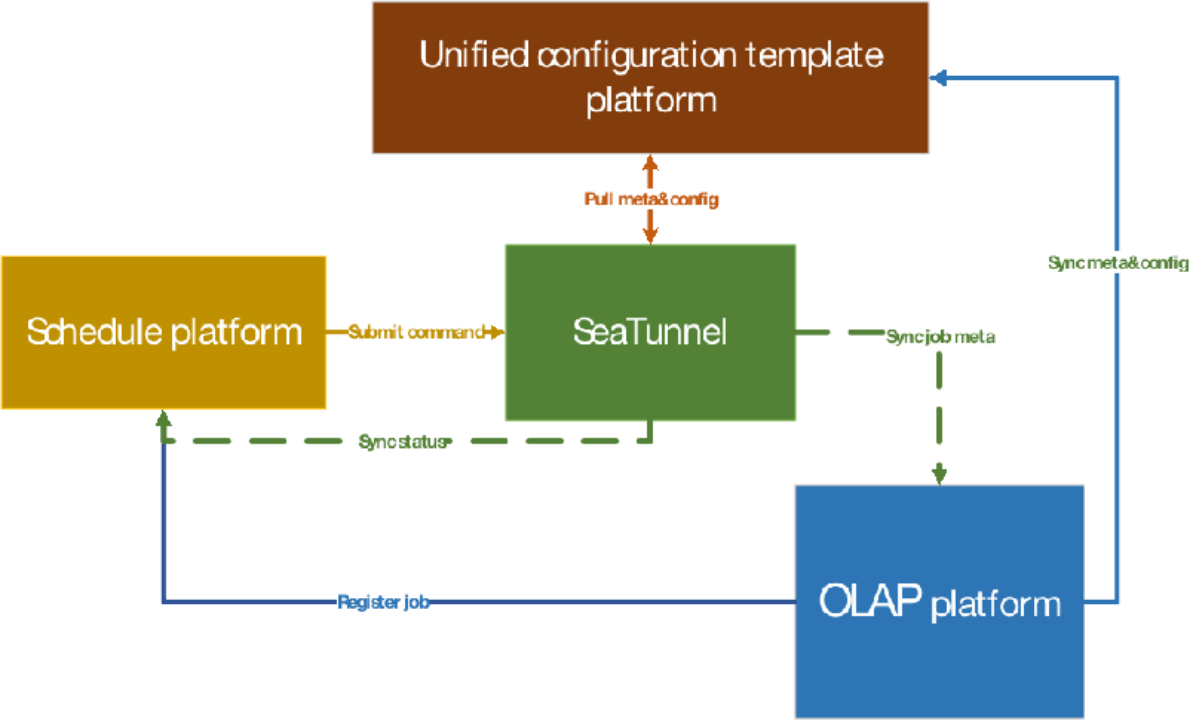 Unified configuration template
platform
Pull meta&config
Sync meta&config
Schedule platform
Submit command
SeaTunnel
Sync job meta
Sync status
Register job
OLAP platform